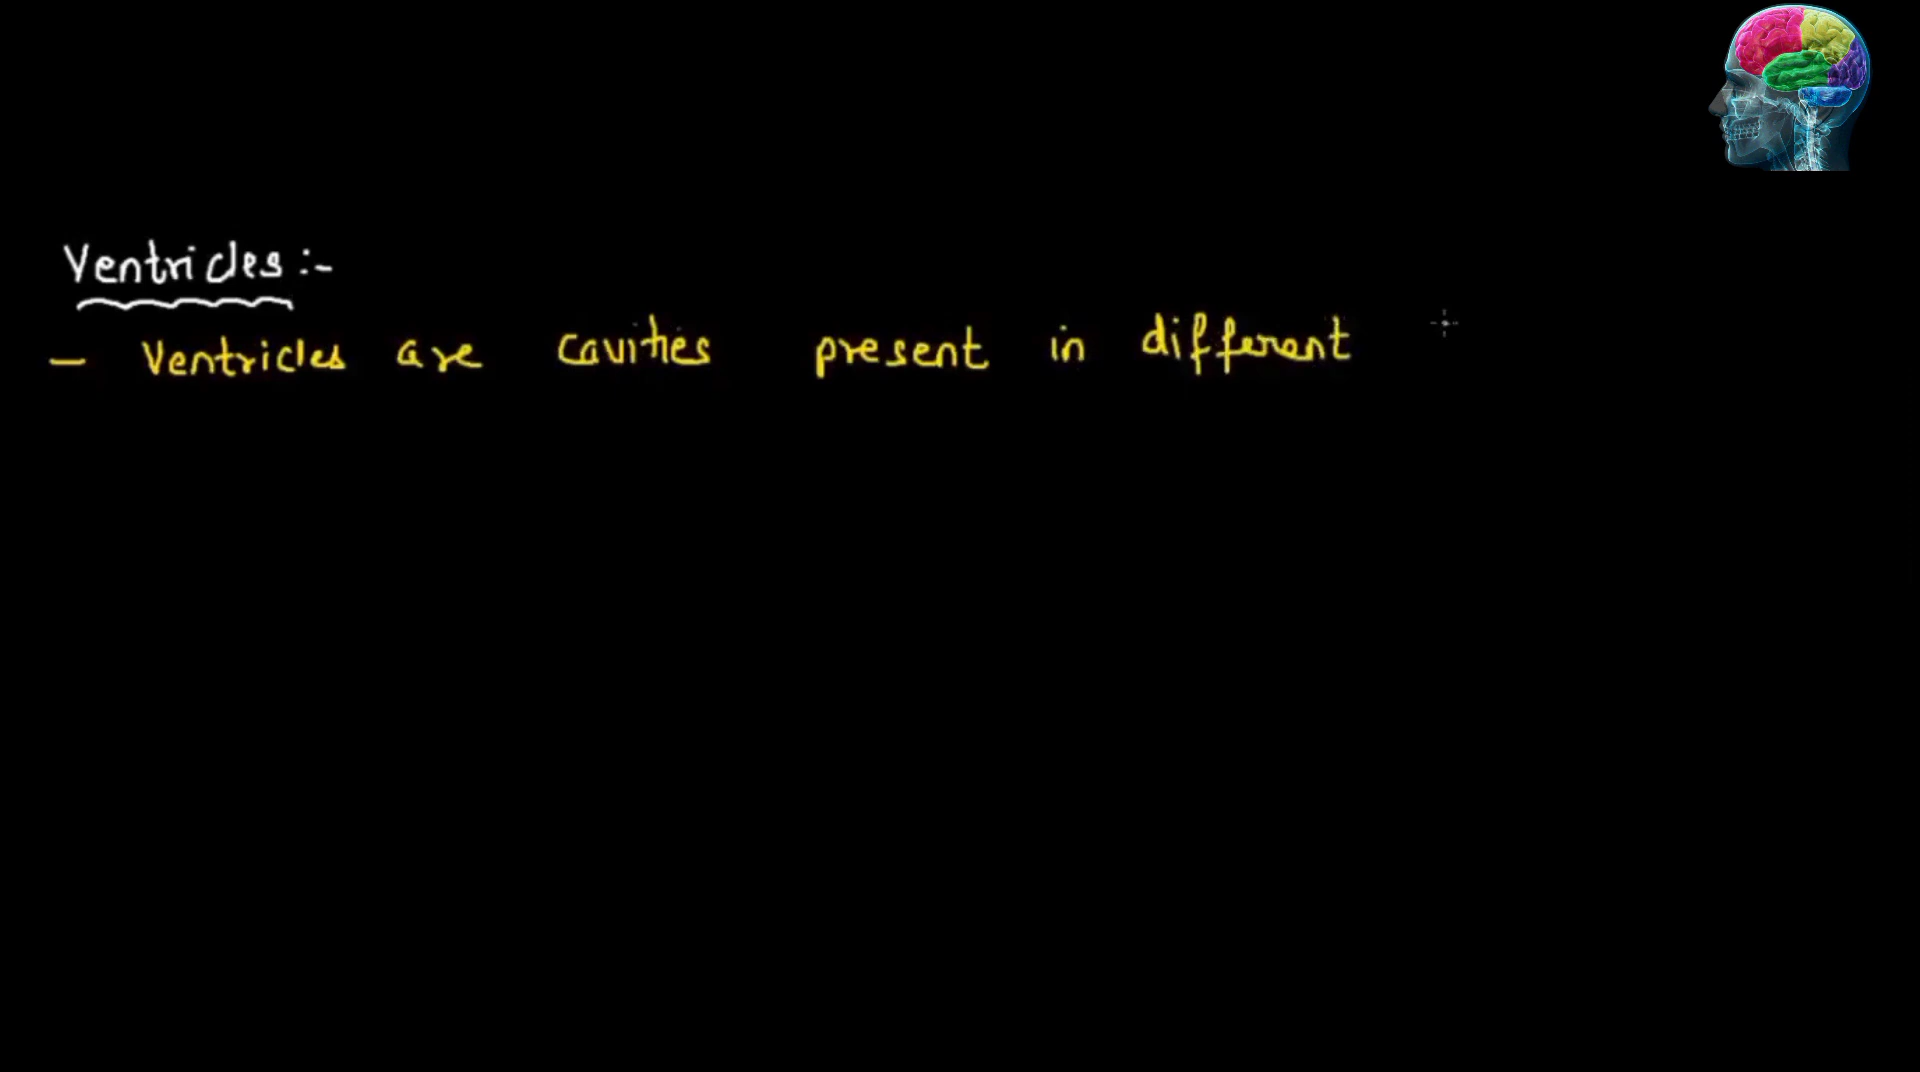 Ventricles :-
- Ventricles are cavities present in different